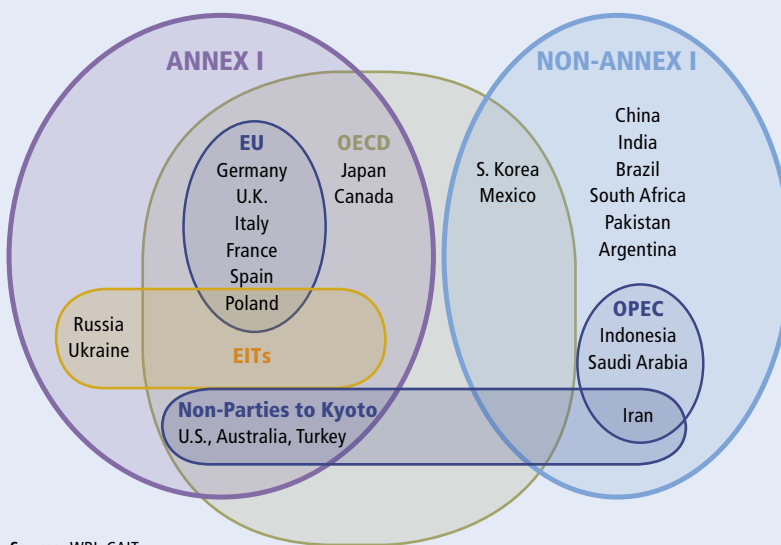 ANNEX I
NON-ANNEX I
EU
Germany
U.K.
Italy
France
Spain
Poland
OECD
Japan
Canada
S. Korea
Mexico
China
India
Brazil
South Africa
Pakistan
Argentina
Russia
Ukraine
EITs
OPEC
Indonesia
Saudi Arabia
Iran
Non-Parties to Kyoto
U.S., Australia, Turkey